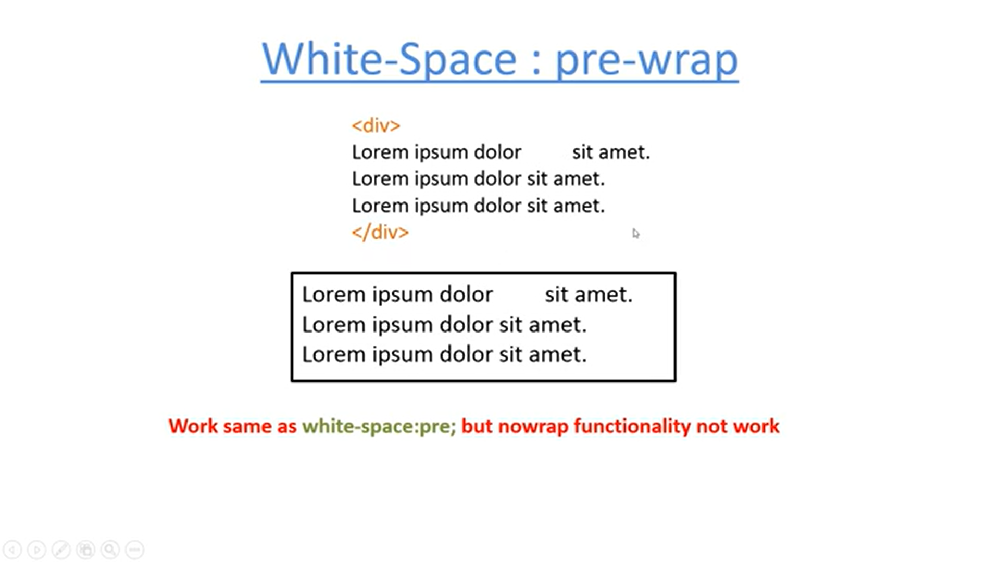 White-Space : pre-wrap
<div>
Lorem ipsum dolor         sit amet.
Lorem ipsum dolor sit amet.
Lorem ipsum dolor sit amet.
</div>
Lorem ipsum dolor         sit amet.
Lorem ipsum dolor sit amet.
Lorem ipsum dolor sit amet.
Work same as white-space:pre; but nowrap functionality not work